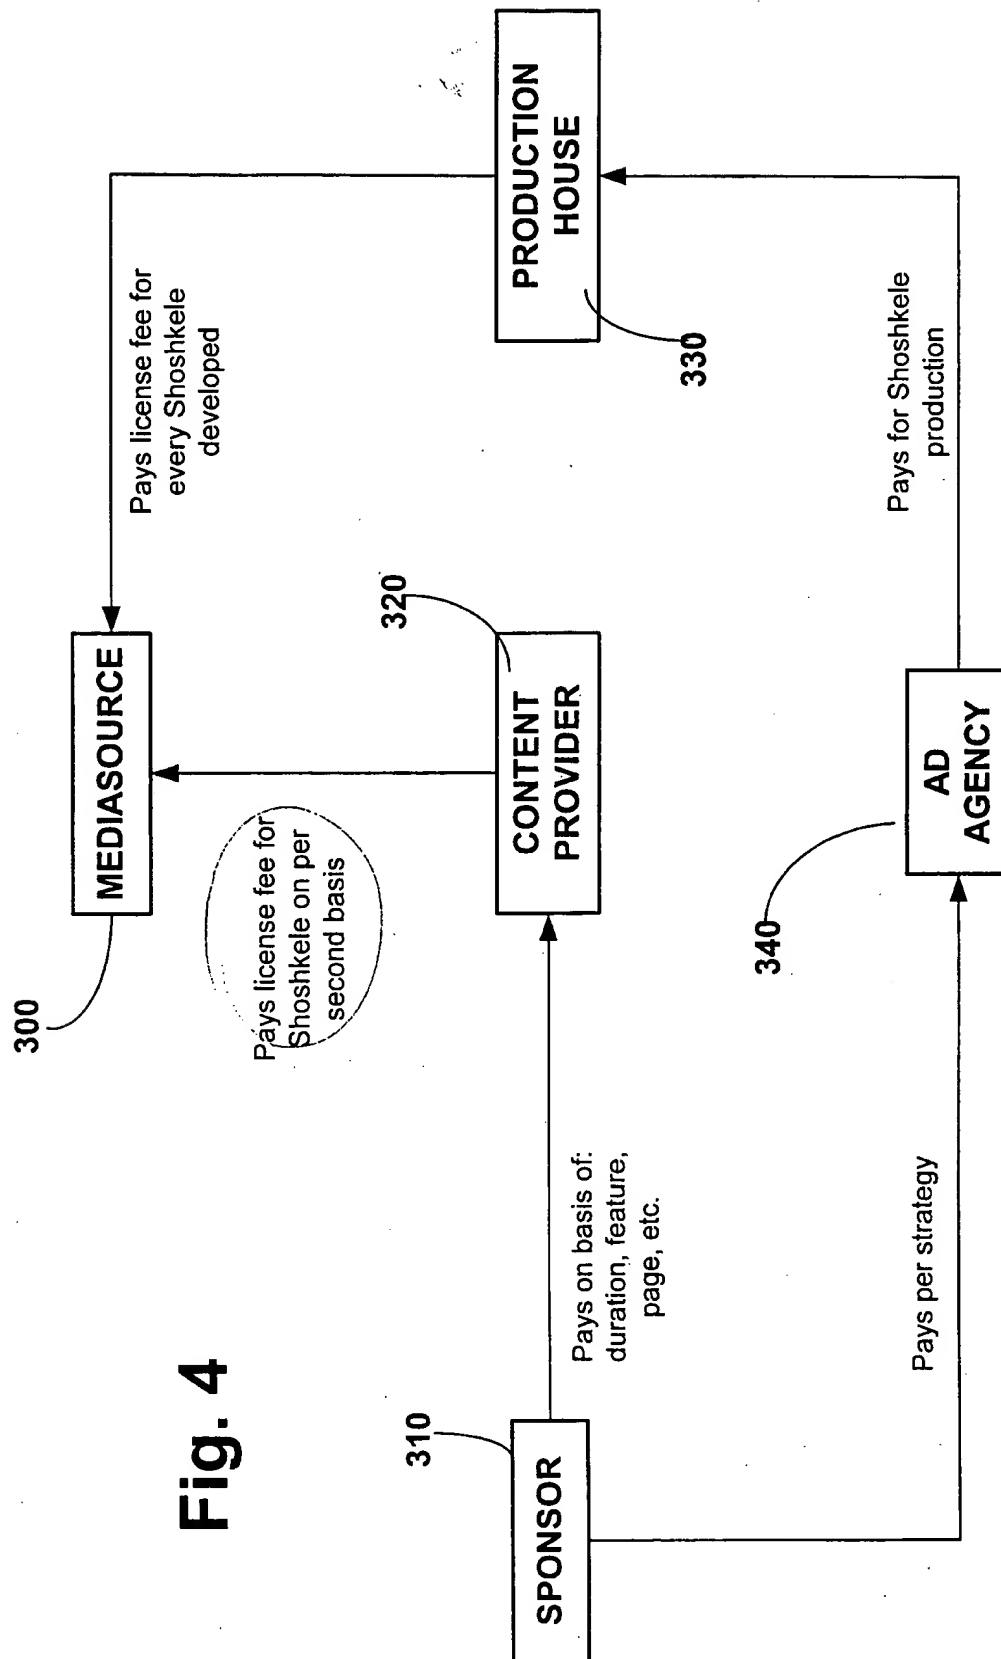 Fig. 4
300
MEDIASOURCE
Pays license fee for
every Shoshkele
developed
Pays license fee for
Shoshkele on per
second basis
310
SPONSOR
Pays on basis of:
duration, feature,
page, etc.
320
CONTENT
PROVIDER
330
PRODUCTION
HOUSE
Pays per strategy
340
AD
AGENCY
Pays for Shoshkele
production